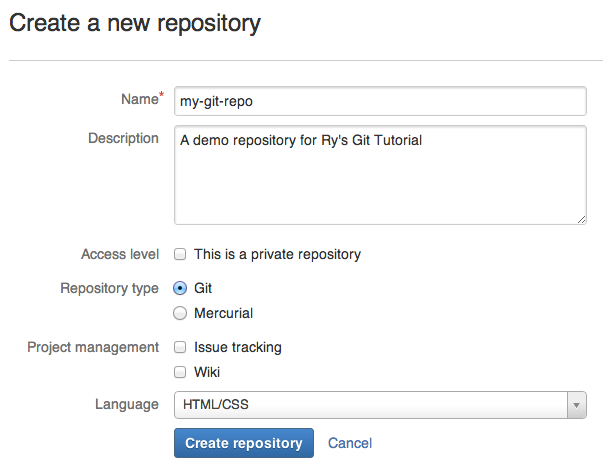 Create a new repository
Name* my-git-repo
Description A demo repository for Ry's Git Tutorial
Access level This is a private repository
Repository type Git
Mercurial
Project management Issue tracking
Wiki
Language HTML/CSS
Create repository Cancel